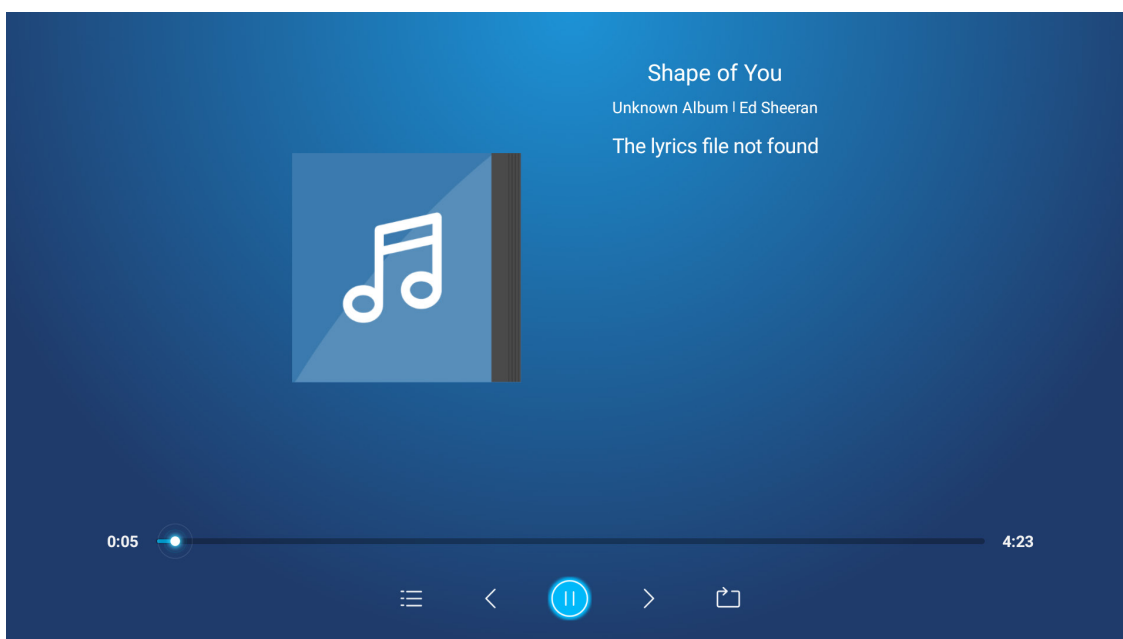 Shape of You
Unknown Album | Ed Sheeran
The lyrics file not found
0:05
4:23